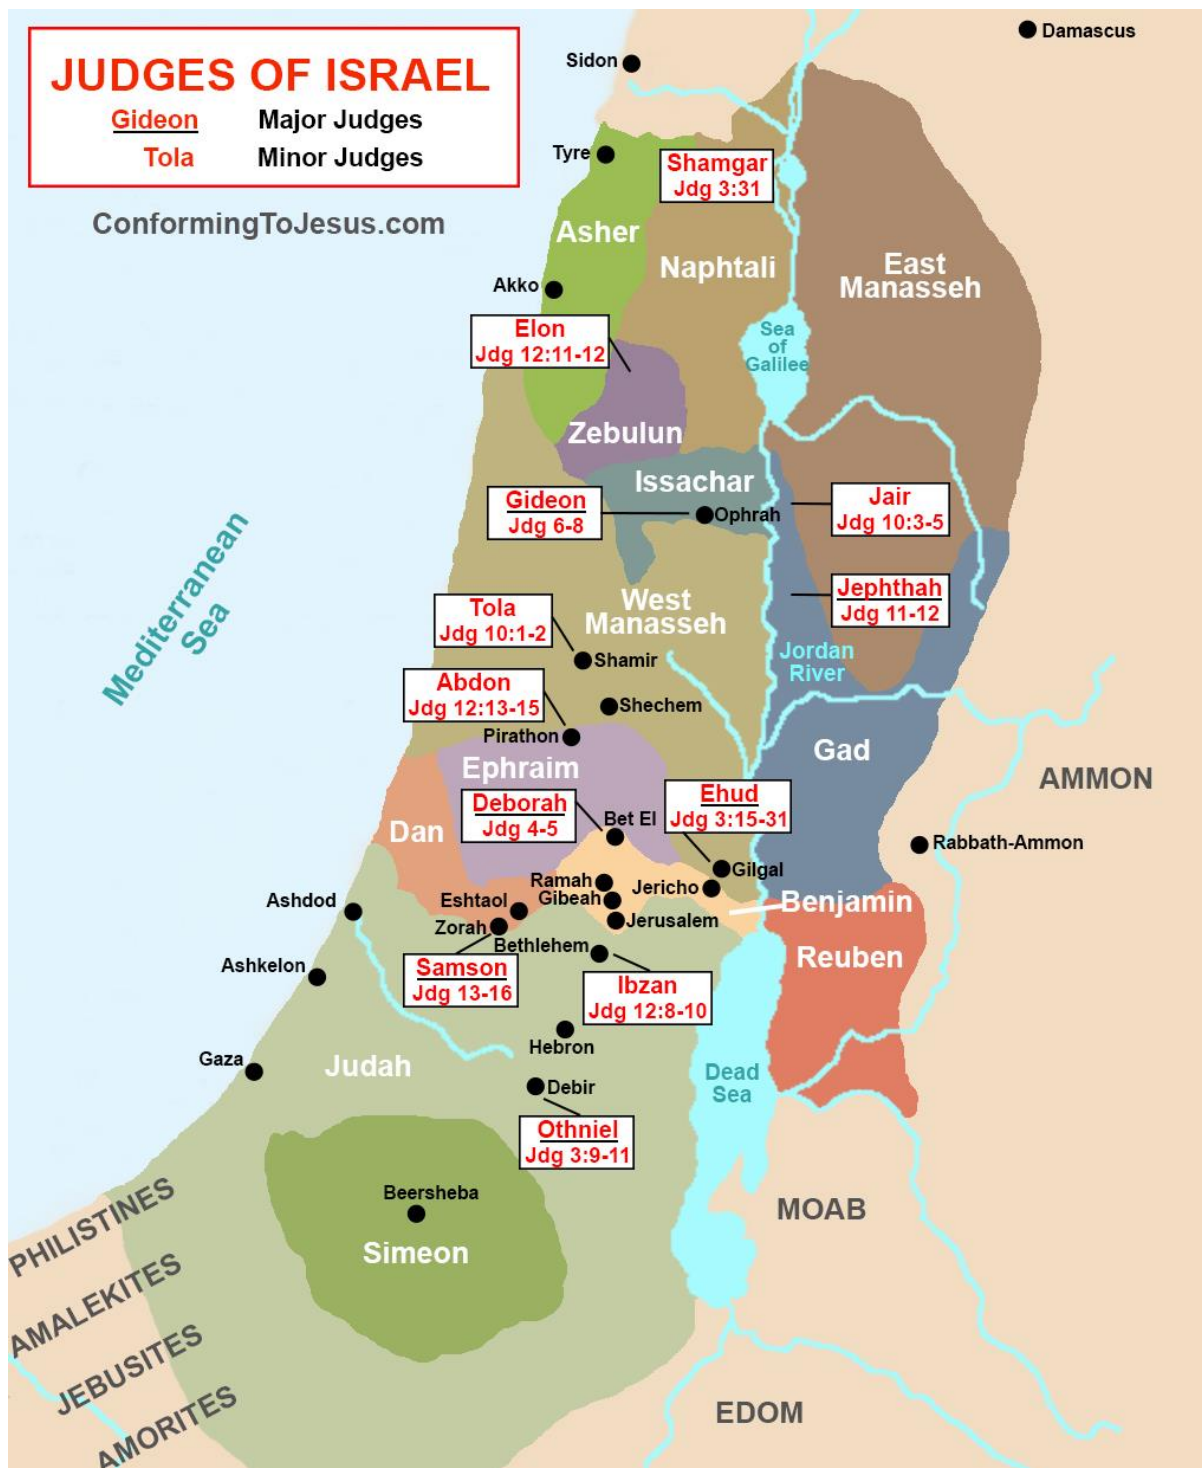 JUDGES OF ISRAEL
Gideon Major Judges
Tola Minor Judges
ConformingToJesus.com
Damascus
Sidon
Tyre
Shamgar
Jdg 3:31
Asher
Naphtali
East
Manasseh
Akko
Elon
Jdg 12:11-12
Sea
of
Galilee
Zebulun
Issachar
Gideon
Jdg 6-8
Ophrah
Jair
Jdg 10:3-5
Mediterranean
Sea
West
Manasseh
Jephthah
Jdg 11-12
Tola
Jdg 10:1-2
Shamir
Jordan
River
Abdon
Jdg 12:13-15
Shechem
Pirathon
Ephraim
Gad
AMMON
Deborah
Jdg 4-5
Bet El
Ehud
Jdg 3:15-31
Dan
Rabbath-Ammon
Gilgal
Ramah
Jericho
Gibeah
Benjamin
Eshtaol
Ashdod
Jerusalem
Zorah
Bethlehem
Reuben
Ashkelon
Samson
Jdg 13-16
Ibzan
Jdg 12:8-10
Hebron
Gaza
Judah
Dead
Sea
Debir
Othniel
Jdg 3:9-11
Beersheba
Simeon
MOAB
PHILISTINES
AMALEKITES
JEBUSITES
AMORITES
EDOM